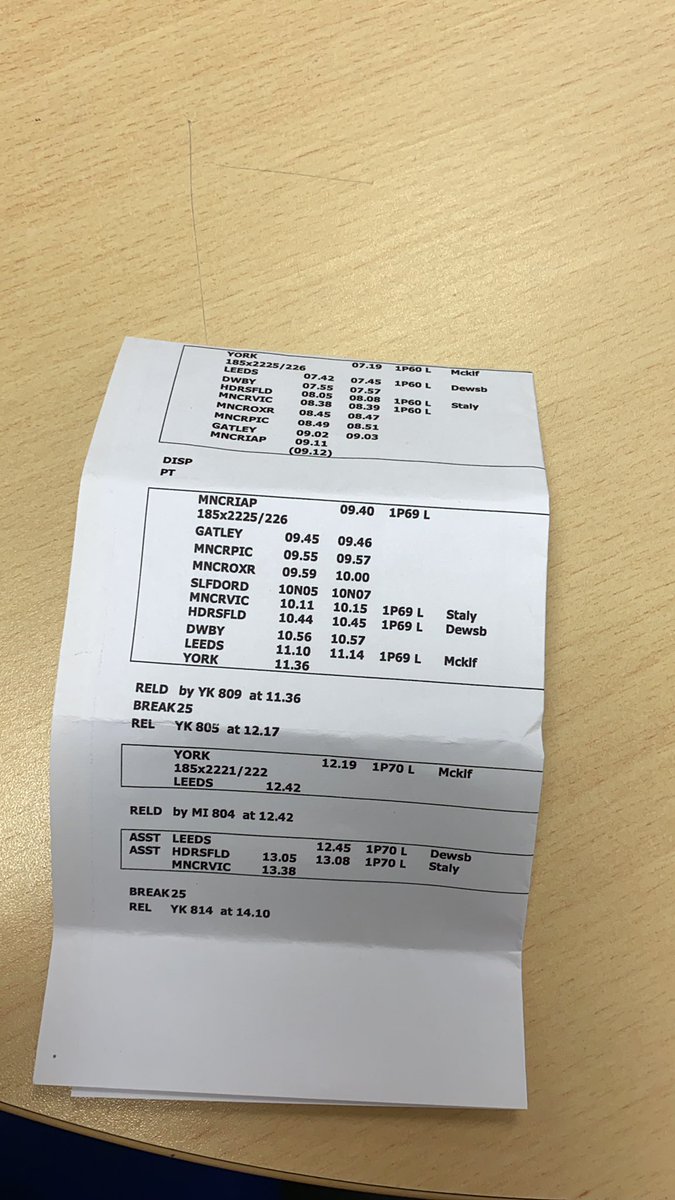 YORK 07.19 1P60 L Mcklf
185x2225/226
LEEDS 07.42 07.45 1P60 L Dewsb
DWBY 07.55 07.57
HDRSFLD 08.05 08.08 1P60 L Staly
MNCRVIC 08.38 08.39 1P60 L
MNCROXR 08.45 08.47
MNCRPIC 08.49 08.51
GATLEY 09.02 09.03
MNCRIAP 09.11
(09.12)
DISP
PT
MNCRIAP 09.40 1P69 L
185x2225/226
GATLEY 09.45 09.46
MNCRPIC 09.55 09.57
MNCROXR 09.59 10.00
SLFDORD 10N05 10N07
MNCRVIC 10.11 10.15 1P69 L Staly
HDRSFLD 10.44 10.45 1P69 L Dewsb
DWBY 10.56 10.57
LEEDS 11.10 11.14 1P69 L Mcklf
YORK 11.36
RELD by YK 809 at 11.36
BREAK25
REL YK 805 at 12.17
YORK 12.19 1P70 L Mcklf
185x2221/222
LEEDS 12.42
RELD by MI 804 at 12.42
ASST LEEDS 12.45 1P70 L Dewsb
ASST HDRSFLD 13.05 13.08 1P70 L Staly
MNCRVIC 13.38
BREAK25
REL YK 814 at 14.10